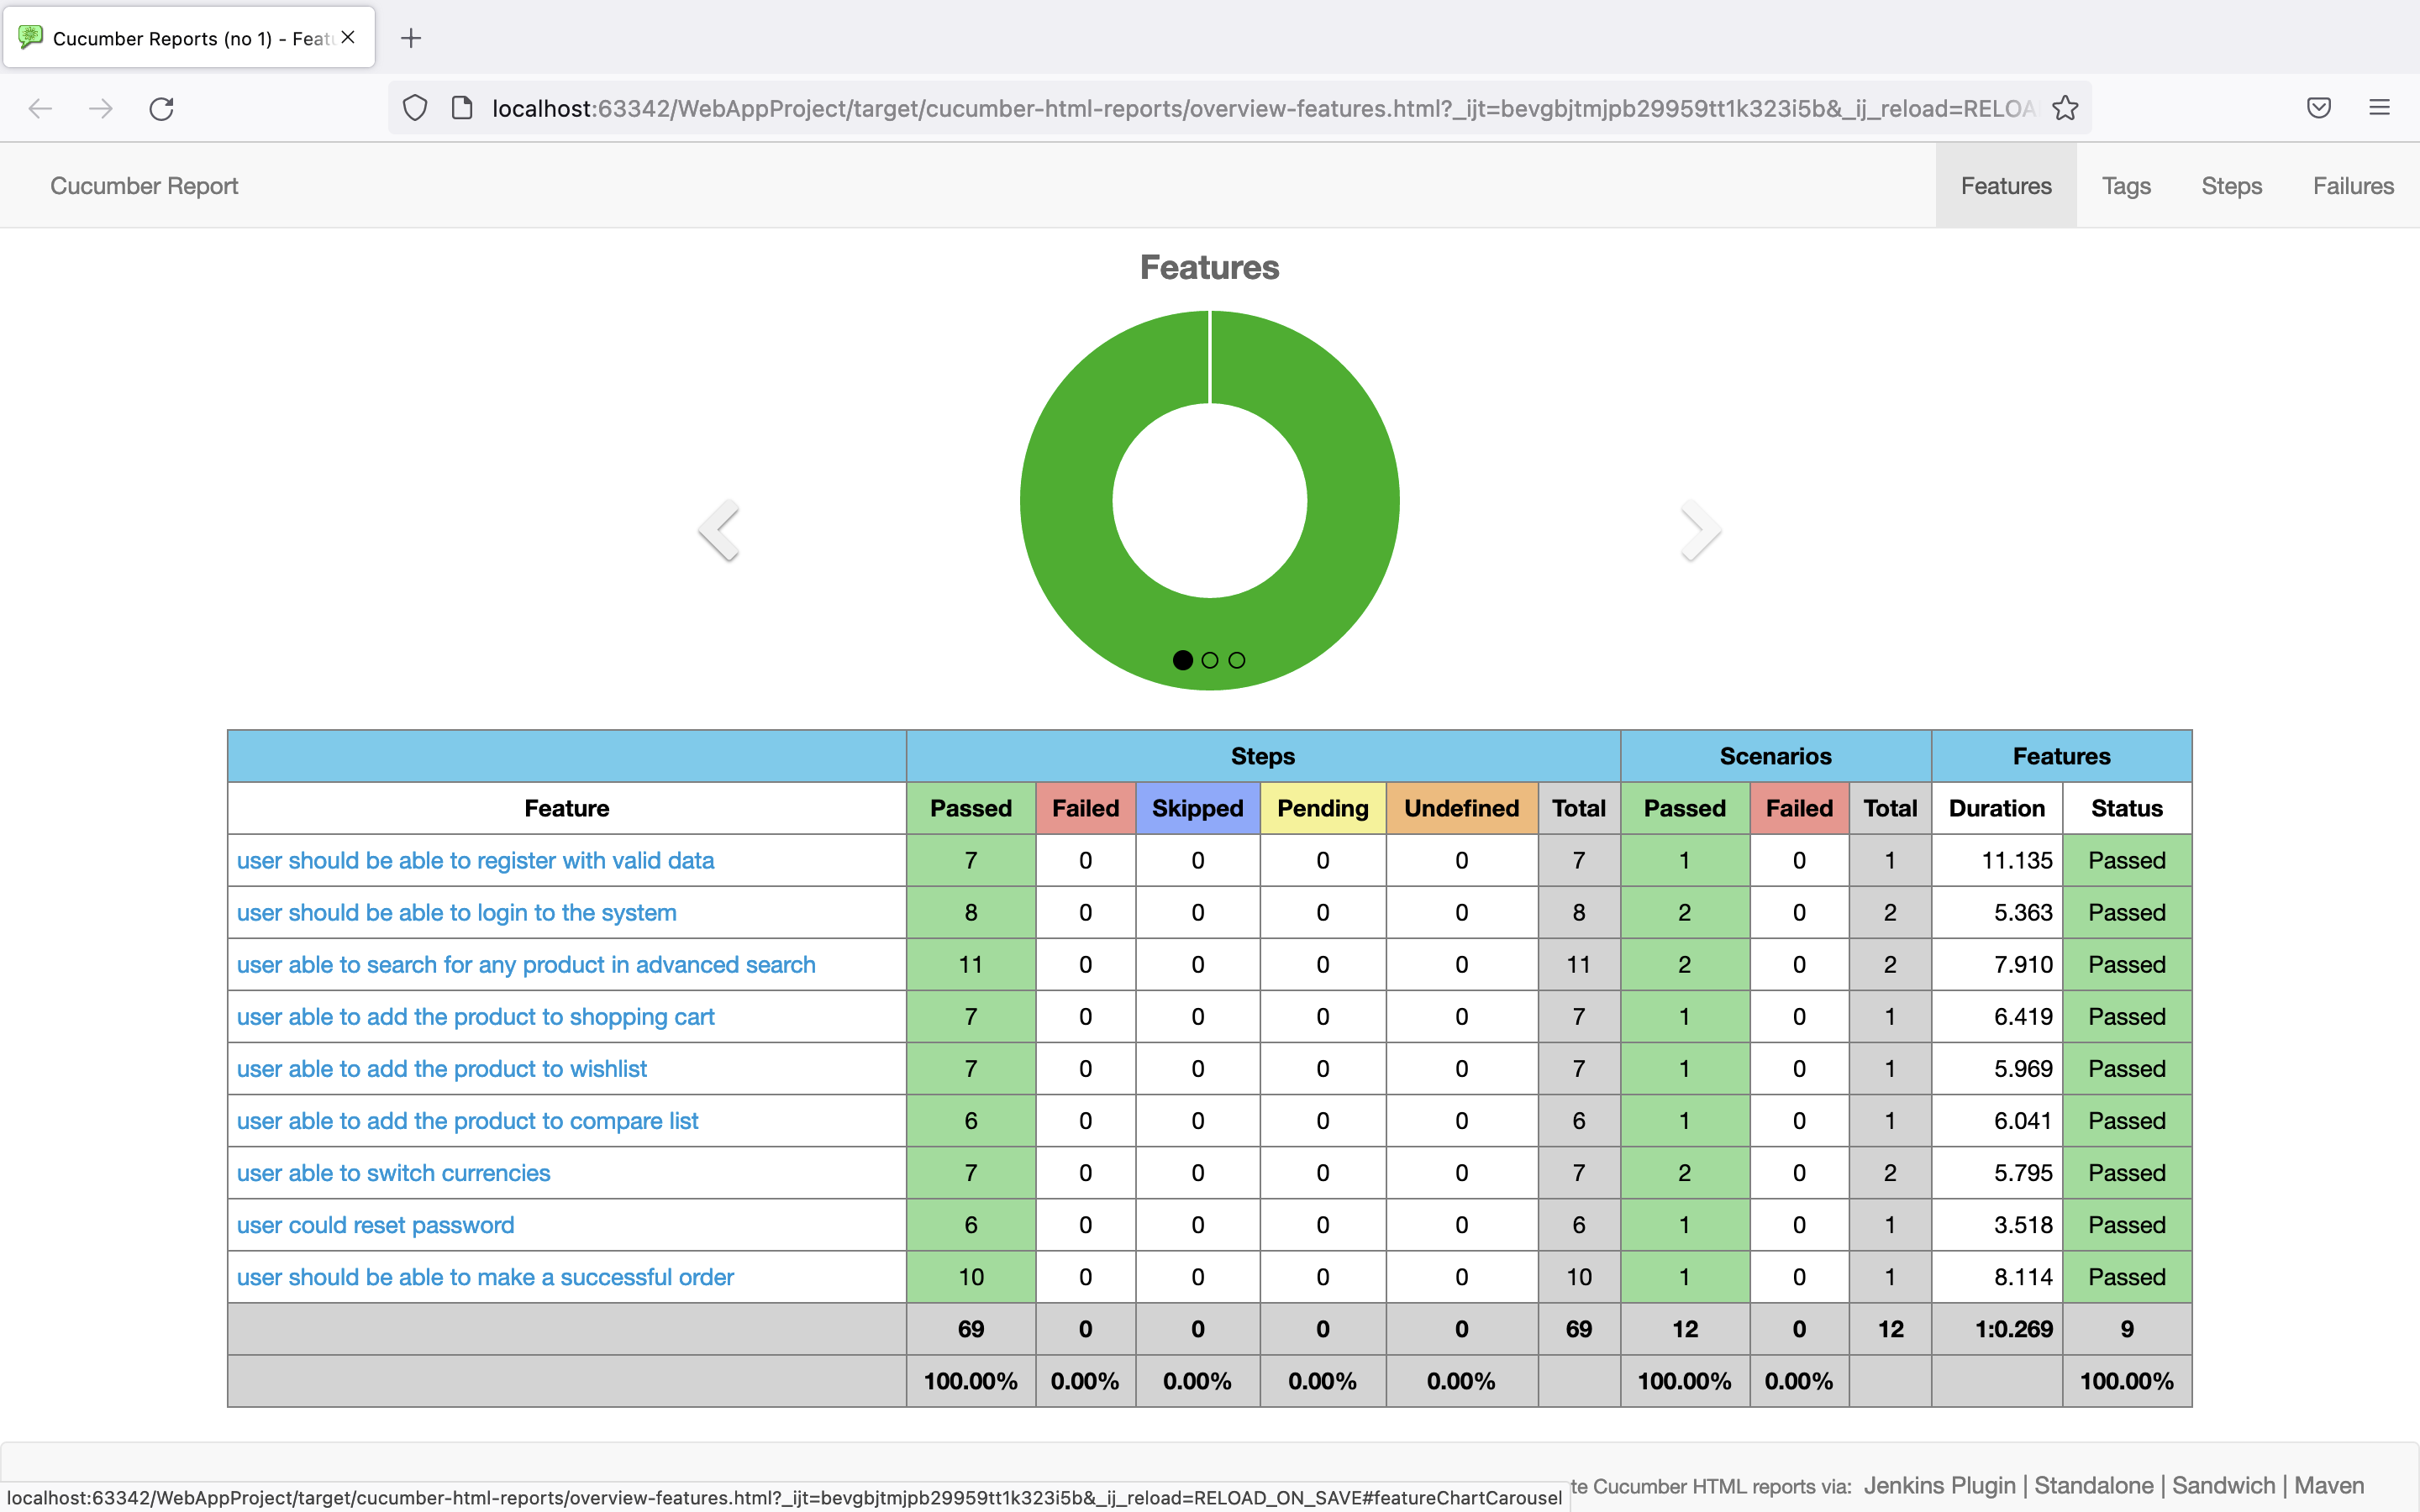 Cucumber Reports (no 1) - Feat
localhost:63342/WebAppProject/target/cucumber-html-reports/overview-features.html?_ijt=bevgbjtmjpb29959tt1k323i5b&_ij_reload=RELOA
Cucumber Report Features Tags Steps Failures
Features
Steps Scenarios Features
Feature Passed Failed Skipped Pending Undefined Total Passed Failed Total Duration Status
user should be able to register with valid data 7 0 0 0 0 7 1 0 1 11.135 Passed
user should be able to login to the system 8 0 0 0 0 8 2 0 2 5.363 Passed
user able to search for any product in advanced search 11 0 0 0 0 11 2 0 2 7.910 Passed
user able to add the product to shopping cart 7 0 0 0 0 7 1 0 1 6.419 Passed
user able to add the product to wishlist 7 0 0 0 0 7 1 0 1 5.969 Passed
user able to add the product to compare list 6 0 0 0 0 6 1 0 1 6.041 Passed
user able to switch currencies 7 0 0 0 0 7 2 0 2 5.795 Passed
user could reset password 6 0 0 0 0 6 1 0 1 3.518 Passed
user should be able to make a successful order 10 0 0 0 0 10 1 0 1 8.114 Passed
69 0 0 0 0 69 12 0 12 1:0.269 9
100.00% 0.00% 0.00% 0.00% 0.00% 100.00% 0.00% 100.00%
te Cucumber HTML reports via: Jenkins Plugin | Standalone | Sandwich | Maven
localhost:63342/WebAppProject/target/cucumber-html-reports/overview-features.html?_ijt=bevgbjtmjpb29959tt1k323i5b&_ij_reload=RELOAD_ON_SAVE#featureChartCarousel